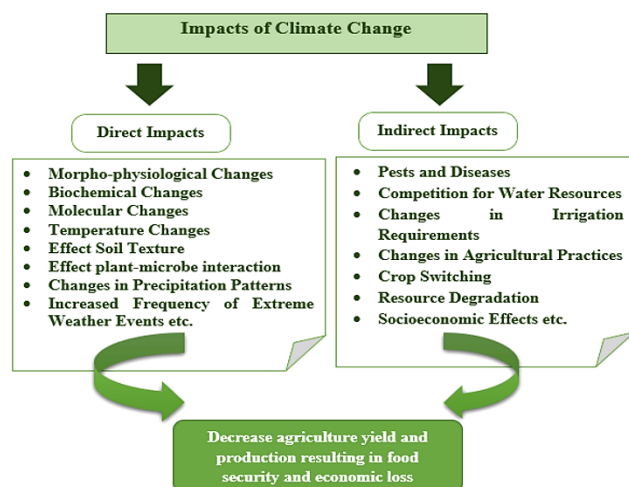 Impacts of Climate Change
Direct Impacts
• Morpho-physiological Changes
• Biochemical Changes
• Molecular Changes
• Temperature Changes
• Effect Soil Texture
• Effect plant-microbe interaction
• Changes in Precipitation Patterns
• Increased Frequency of Extreme
Weather Events etc.
Indirect Impacts
• Pests and Diseases
• Competition for Water Resources
• Changes in Irrigation
Requirements
• Changes in Agricultural Practices
• Crop Switching
• Resource Degradation
• Socioeconomic Effects etc.
Decrease agriculture yield and
production resulting in food
security and economic loss